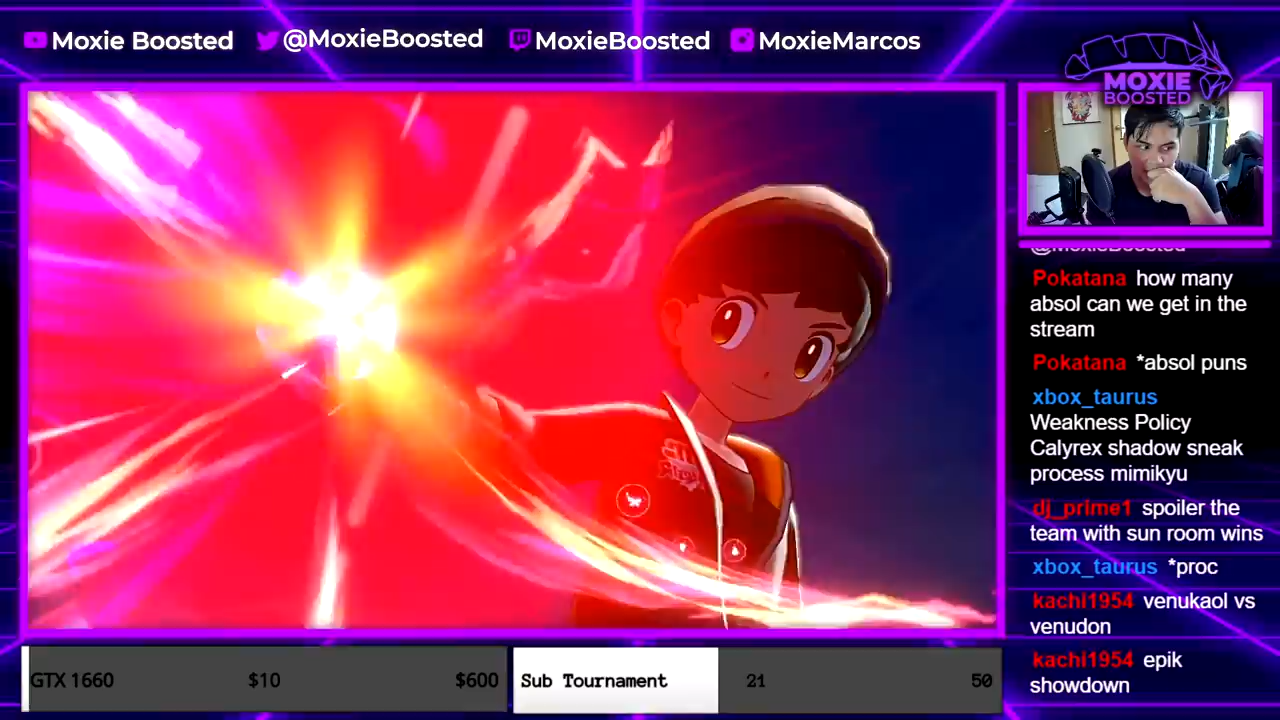 Moxie Boosted @MoxieBoosted MoxieBoosted MoxieMarcos
MOXIE
BOOSTED
@MoxieBoosted
Pokatana how many
absol can we get in the
stream
Pokatana *absol puns
xbox_taurus
Weakness Policy
Calyrex shadow sneak
process mimikyu
dj_prime1 spoiler the
team with sun room wins
xbox_taurus *proc
kachi1954 venukaol vs
venudon
kachi1954 epik
showdown
GTX 1660 $10 $600
Sub Tournament 21 50